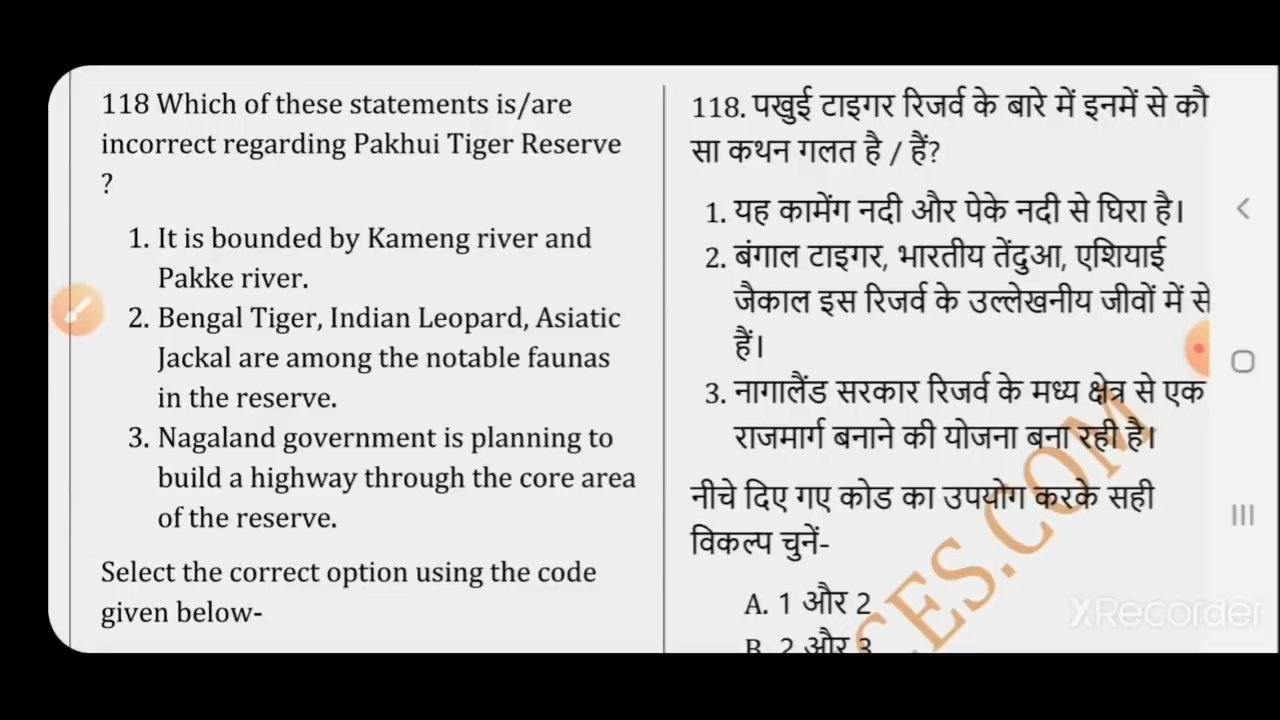 118 Which of these statements is/are
incorrect regarding Pakhui Tiger Reserve
?
1. It is bounded by Kameng river and
Pakke river.
2. Bengal Tiger, Indian Leopard, Asiatic
Jackal are among the notable faunas
in the reserve.
3. Nagaland government is planning to
build a highway through the core area
of the reserve.
Select the correct option using the code
given below-
118. पखुई टाइगर रिजर्व के बारे में इनमें से कौ
सा कथन गलत है / हैं?
1. यह कामेंग नदी और पेके नदी से घिरा है।
2. बंगाल टाइगर, भारतीय तेंदुआ, एशियाई
जैकाल इस रिजर्व के उल्लेखनीय जीवों में से
हैं।
3. नागालैंड सरकार रिजर्व के मध्य क्षेत्र से एक
राजमार्ग बनाने की योजना बना रही है।
नीचे दिए गए कोड का उपयोग करके सही
विकल्प चुनें-
A. 1 और 2
B. 2 और 3
CES.COM
XRecorder